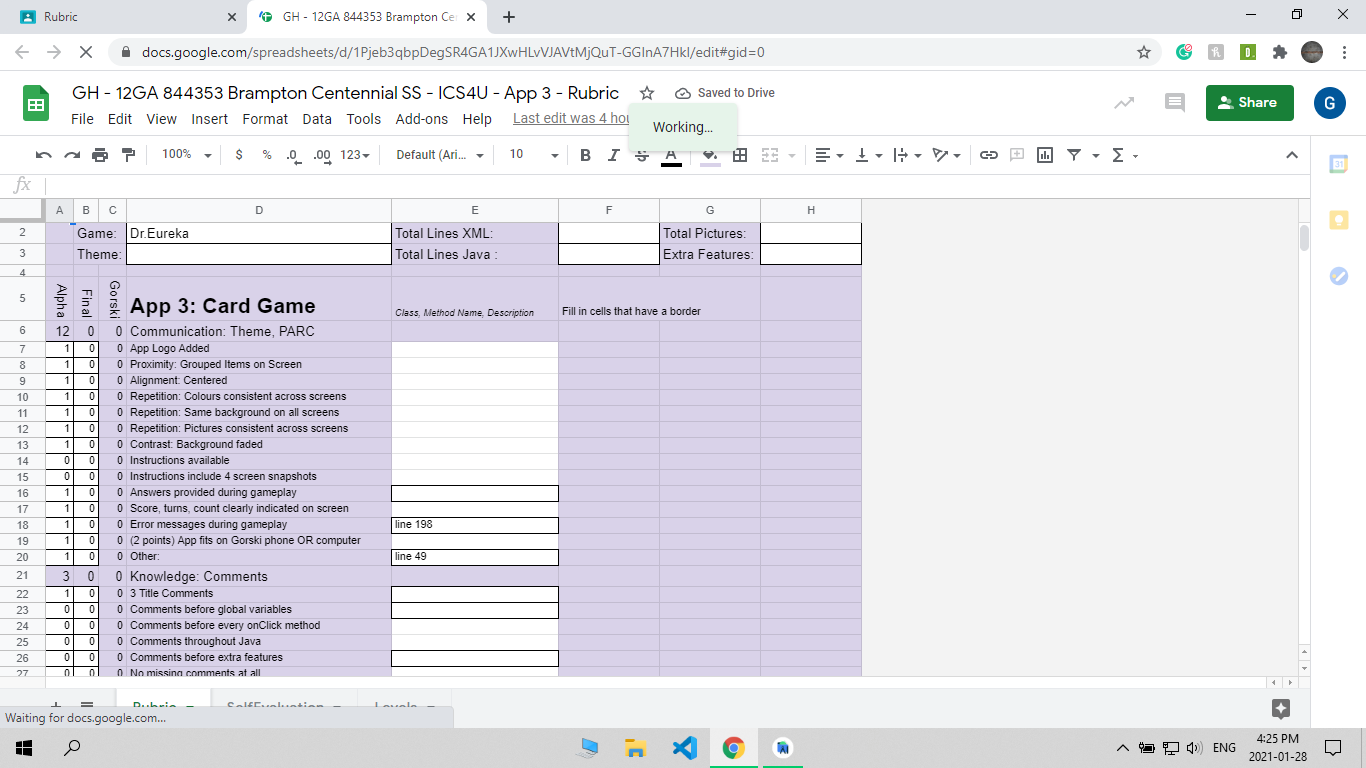 Rubric
GH - 12GA 844353 Brampton Ce
docs.google.com/spreadsheets/d/1Pjeb3qbpDegSR4GA1JXwHLvVJAVtMjQuT-GGInA7HkI/edit#gid=0
GH - 12GA 844353 Brampton Centennial SS - ICS4U - App 3 - Rubric
Saved to Drive
Share
G
File Edit View Insert Format Data Tools Add-ons Help Last edit was 4 hou
Working...
100% $ % .0 .00 123 Default (Ari... 10 B I S A
fx
A B C D E F G H
2 Game: Dr.Eureka Total Lines XML: Total Pictures:
3 Theme: Total Lines Java : Extra Features:
4
5 Alpha Final Gorski App 3: Card Game Class, Method Name, Description Fill in cells that have a border
6 12 0 0 Communication: Theme, PARC
7 1 0 0 App Logo Added
8 1 0 0 Proximity: Grouped Items on Screen
9 1 0 0 Alignment: Centered
10 1 0 0 Repetition: Colours consistent across screens
11 1 0 0 Repetition: Same background on all screens
12 1 0 0 Repetition: Pictures consistent across screens
13 1 0 0 Contrast: Background faded
14 0 0 0 Instructions available
15 0 0 0 Instructions include 4 screen snapshots
16 1 0 0 Answers provided during gameplay
17 1 0 0 Score, turns, count clearly indicated on screen
18 1 0 0 Error messages during gameplay line 198
19 1 0 0 (2 points) App fits on Gorski phone OR computer
20 1 0 0 Other: line 49
21 3 0 0 Knowledge: Comments
22 1 0 0 3 Title Comments
23 0 0 0 Comments before global variables
24 0 0 0 Comments before every onClick method
25 0 0 0 Comments throughout Java
26 0 0 0 Comments before extra features
27 0 0 0 No missing comments at all
Rubric SelfEvaluation Levels
Waiting for docs.google.com...
ENG
4:25 PM
2021-01-28